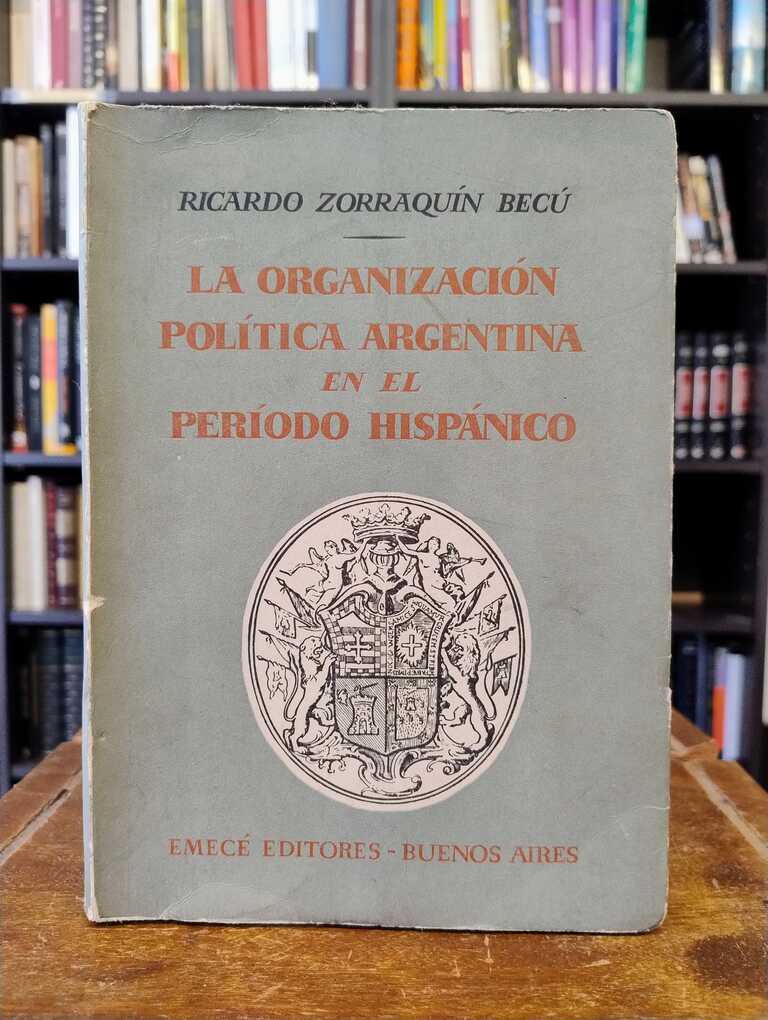 RICARDO ZORRAQUÍN BECÚ
LA ORGANIZACIÓN
POLÍTICA ARGENTINA
EN EL
PERÍODO HISPÁNICO
EMECÉ EDITORES - BUENOS AIRES